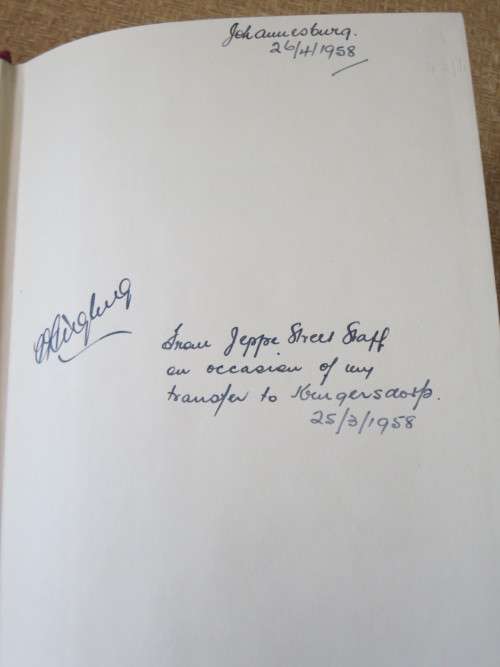 Johannesburg.
26/4/1958
From Jeppe Street Staff
on occasion of my
transfer to Krugersdorp.
25/3/1958